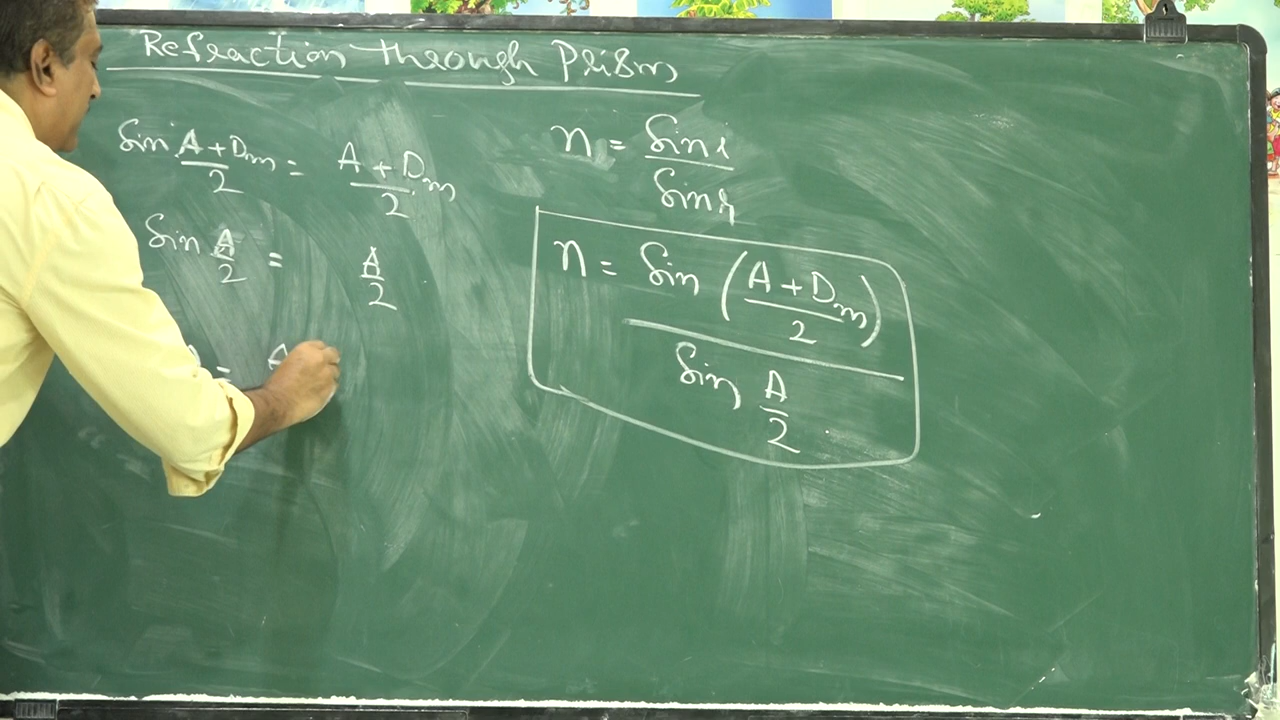 Refraction through Prism
Sin A + Dm / 2 = A + Dm / 2
Sin A / 2 = A / 2
= A
n = Sin i / Sin r
n = Sin ( A + Dm / 2 ) / Sin A / 2